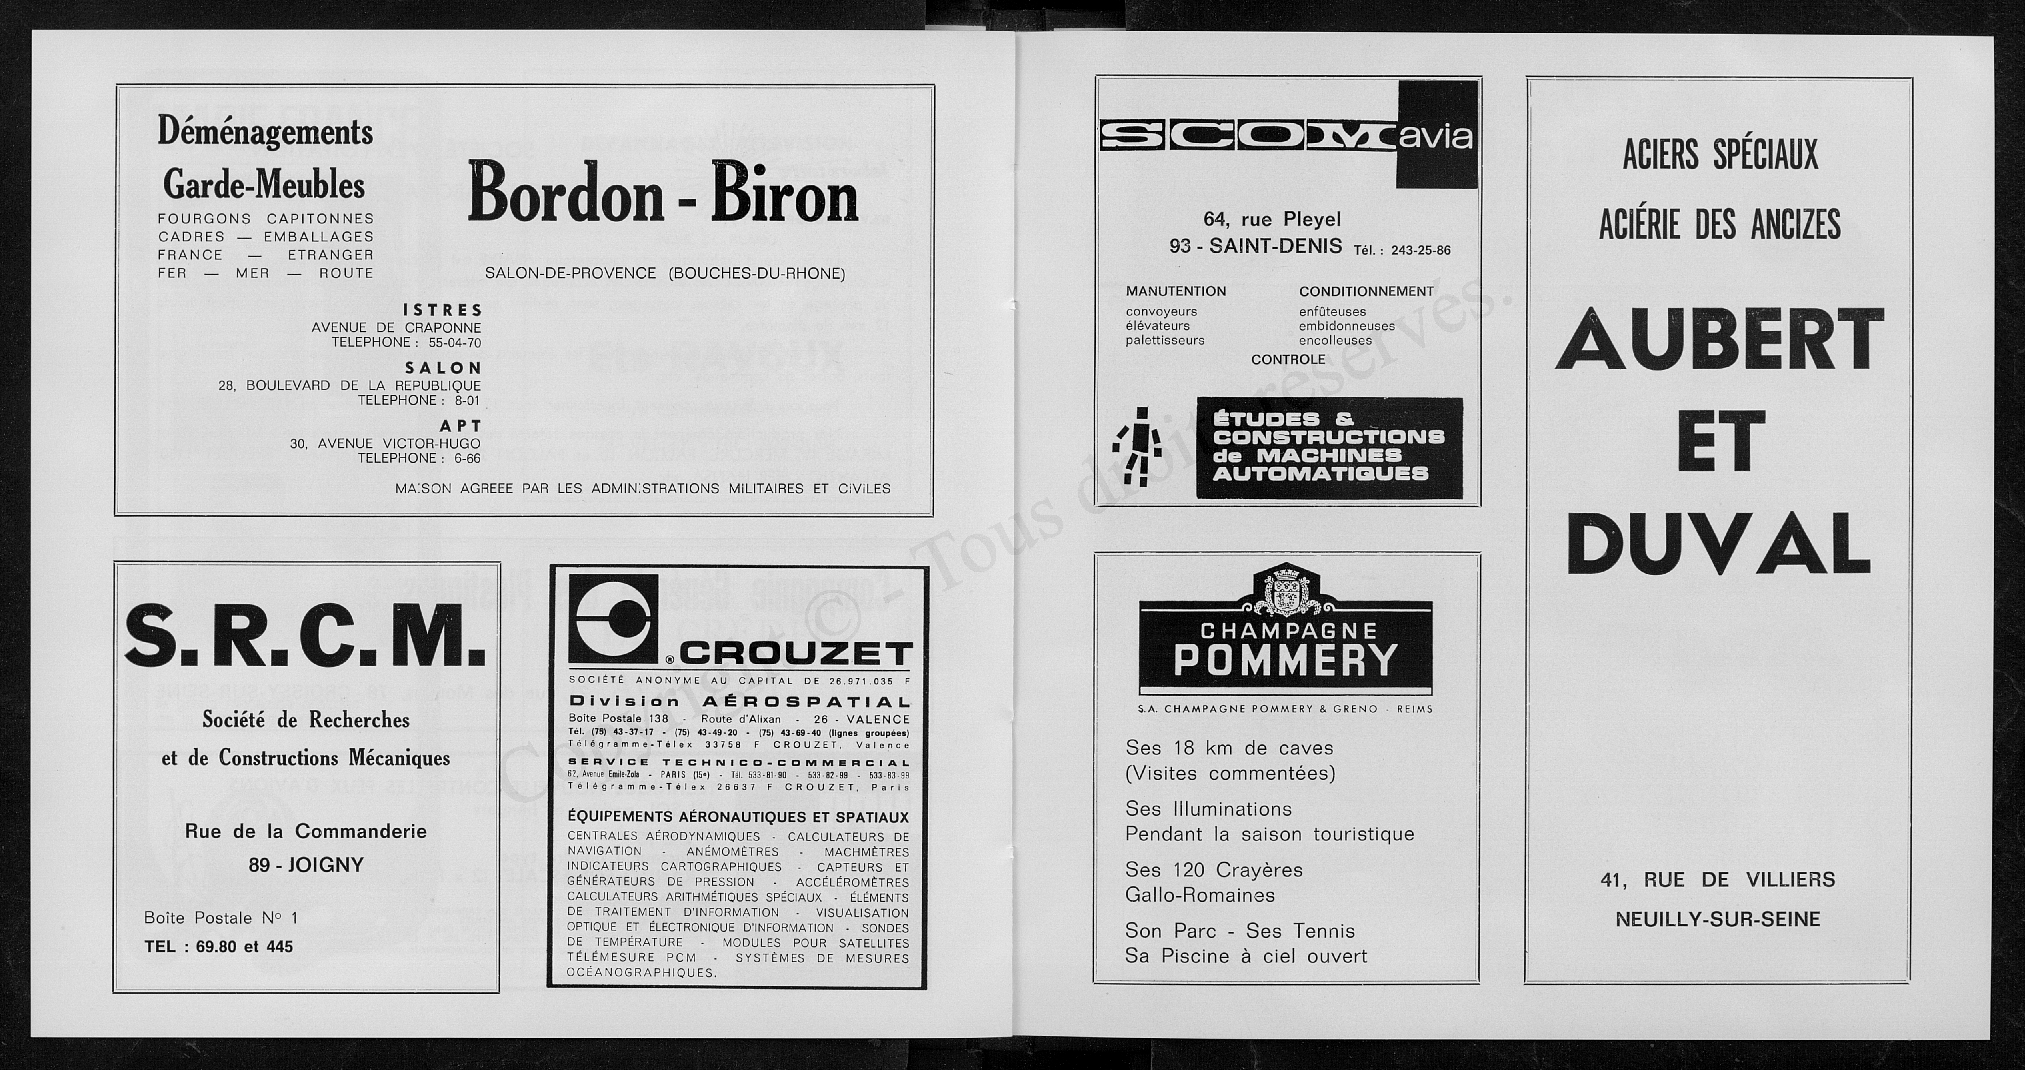 Déménagements
Garde-Meubles
FOURGONS CAPITONNES
CADRES — EMBALLAGES
FRANCE — ETRANGER
FER — MER — ROUTE
Bordon - Biron
SALON-DE-PROVENCE (BOUCHES-DU-RHONE)
ISTRES
AVENUE DE CRAPONNE
TELEPHONE : 55-04-70
SALON
28, BOULEVARD DE LA REPUBLIQUE
TELEPHONE : 8-01
APT
30, AVENUE VICTOR-HUGO
TELEPHONE : 6-66
MAISON AGREEE PAR LES ADMINISTRATIONS MILITAIRES ET CiViLES
S.R.C.M.
Société de Recherches
et de Constructions Mécaniques
Rue de la Commanderie
89 - JOIGNY
Boîte Postale Nº 1
TEL : 69.80 et 445
® CROUZET
SOCIÉTÉ ANONYME AU CAPITAL DE 26.971.035 F
Division AÉROSPATIAL
Boîte Postale 138 - Route d'Alixan - 26 - VALENCE
Tél. (75) 43-37-17 - (75) 43-49-20 - (75) 43-69-40 (lignes groupées)
Télégramme-Télex 33758 F CROUZET, Valence
SERVICE TECHNICO-COMMERCIAL
62, Avenue Emile-Zola - PARIS (15e) - Tél. 533-81-90 - 533-82-99 - 533-83-99
Télégramme-Télex 26637 F CROUZET, Paris
ÉQUIPEMENTS AÉRONAUTIQUES ET SPATIAUX
CENTRALES AÉRODYNAMIQUES - CALCULATEURS DE
NAVIGATION - ANÉMOMÈTRES - MACHMÈTRES
INDICATEURS CARTOGRAPHIQUES - CAPTEURS ET
GÉNÉRATEURS DE PRESSION - ACCÉLÉROMÈTRES
CALCULATEURS ARITHMÉTIQUES SPÉCIAUX - ÉLÉMENTS
DE TRAITEMENT D'INFORMATION - VISUALISATION
OPTIQUE ET ÉLECTRONIQUE D'INFORMATION - SONDES
DE TEMPÉRATURE - MODULES POUR SATELLITES
TÉLÉMESURE PCM - SYSTÈMES DE MESURES
OCÉANOGRAPHIQUES.
SCOMavia
64, rue Pleyel
93 - SAINT-DENIS Tél. : 243-25-86
MANUTENTION
convoyeurs
élévateurs
palettisseurs
CONDITIONNEMENT
enfûteuses
embidonneuses
encolleuses
CONTROLE
ÉTUDES &
CONSTRUCTIONS
de MACHINES
AUTOMATIQUES
CHAMPAGNE
POMMERY
S.A. CHAMPAGNE POMMERY & GRENO - REIMS
Ses 18 km de caves
(Visites commentées)
Ses Illuminations
Pendant la saison touristique
Ses 120 Crayères
Gallo-Romaines
Son Parc - Ses Tennis
Sa Piscine à ciel ouvert
ACIERS SPÉCIAUX
ACIÉRIE DES ANCIZES
AUBERT
ET
DUVAL
41, RUE DE VILLIERS
NEUILLY-SUR-SEINE
Copyright © - Tous droits réservés.